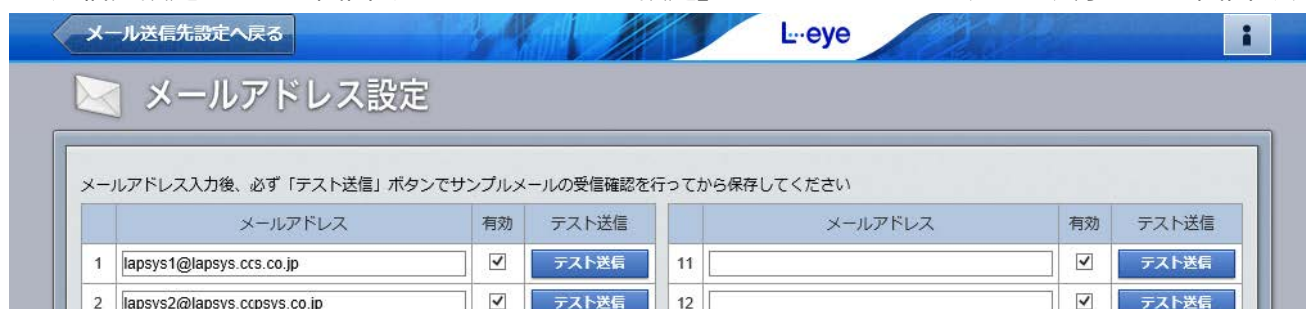 メール送信先設定へ戻る
L・・eye
メールアドレス設定
メールアドレス入力後、必ず「テスト送信」ボタンでサンプルメールの受信確認を行ってから保存してください
メールアドレス 有効 テスト送信 メールアドレス 有効 テスト送信
1 lapsys1@lapsys.ccs.co.jp テスト送信 11 テスト送信
2 lapsys2@lapsys.ccpsys.co.jp テスト送信 12 テスト送信